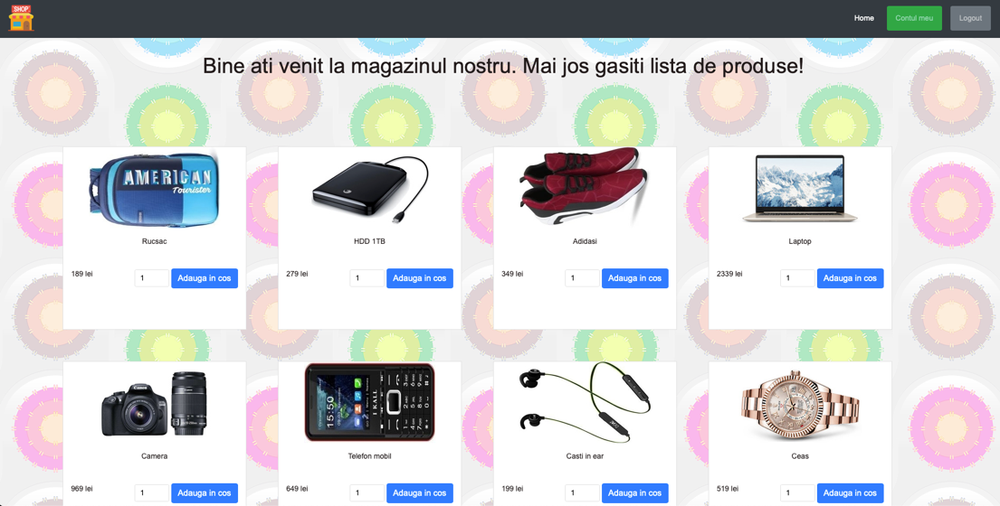 SHOP
Home
Contul meu
Logout
Bine ati venit la magazinul nostru. Mai jos gasiti lista de produse!
AMERICAN
Tourister
Rucsac
189 lei
1
Adauga in cos
HDD 1TB
279 lei
1
Adauga in cos
Adidasi
349 lei
1
Adauga in cos
Laptop
2339 lei
1
Adauga in cos
Canon
Camera
969 lei
1
Adauga in cos
15:50
I KALL
Telefon mobil
649 lei
1
Adauga in cos
Casti in ear
199 lei
1
Adauga in cos
Ceas
519 lei
1
Adauga in cos